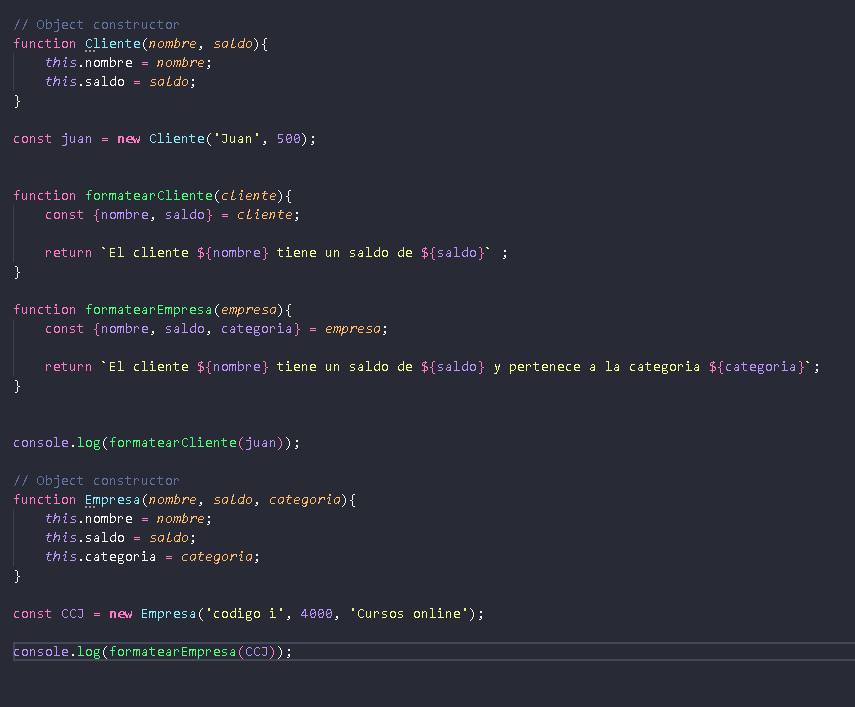 // Object constructor
function Cliente(nombre, saldo){
    this.nombre = nombre;
    this.saldo = saldo;
}
const juan = new Cliente('Juan', 500);
function formatearCliente(cliente){
    const {nombre, saldo} = cliente;
    return `El cliente ${nombre} tiene un saldo de ${saldo}` ;
}
function formatearEmpresa(empresa){
    const {nombre, saldo, categoria} = empresa;
    return `El cliente ${nombre} tiene un saldo de ${saldo} y pertenece a la categoria ${categoria}`;
}
console.log(formatearCliente(juan));
// Object constructor
function Empresa(nombre, saldo, categoria){
    this.nombre = nombre;
    this.saldo = saldo;
    this.categoria = categoria;
}
const CCJ = new Empresa('codigo i', 4000, 'Cursos online');
console.log(formatearEmpresa(CCJ));